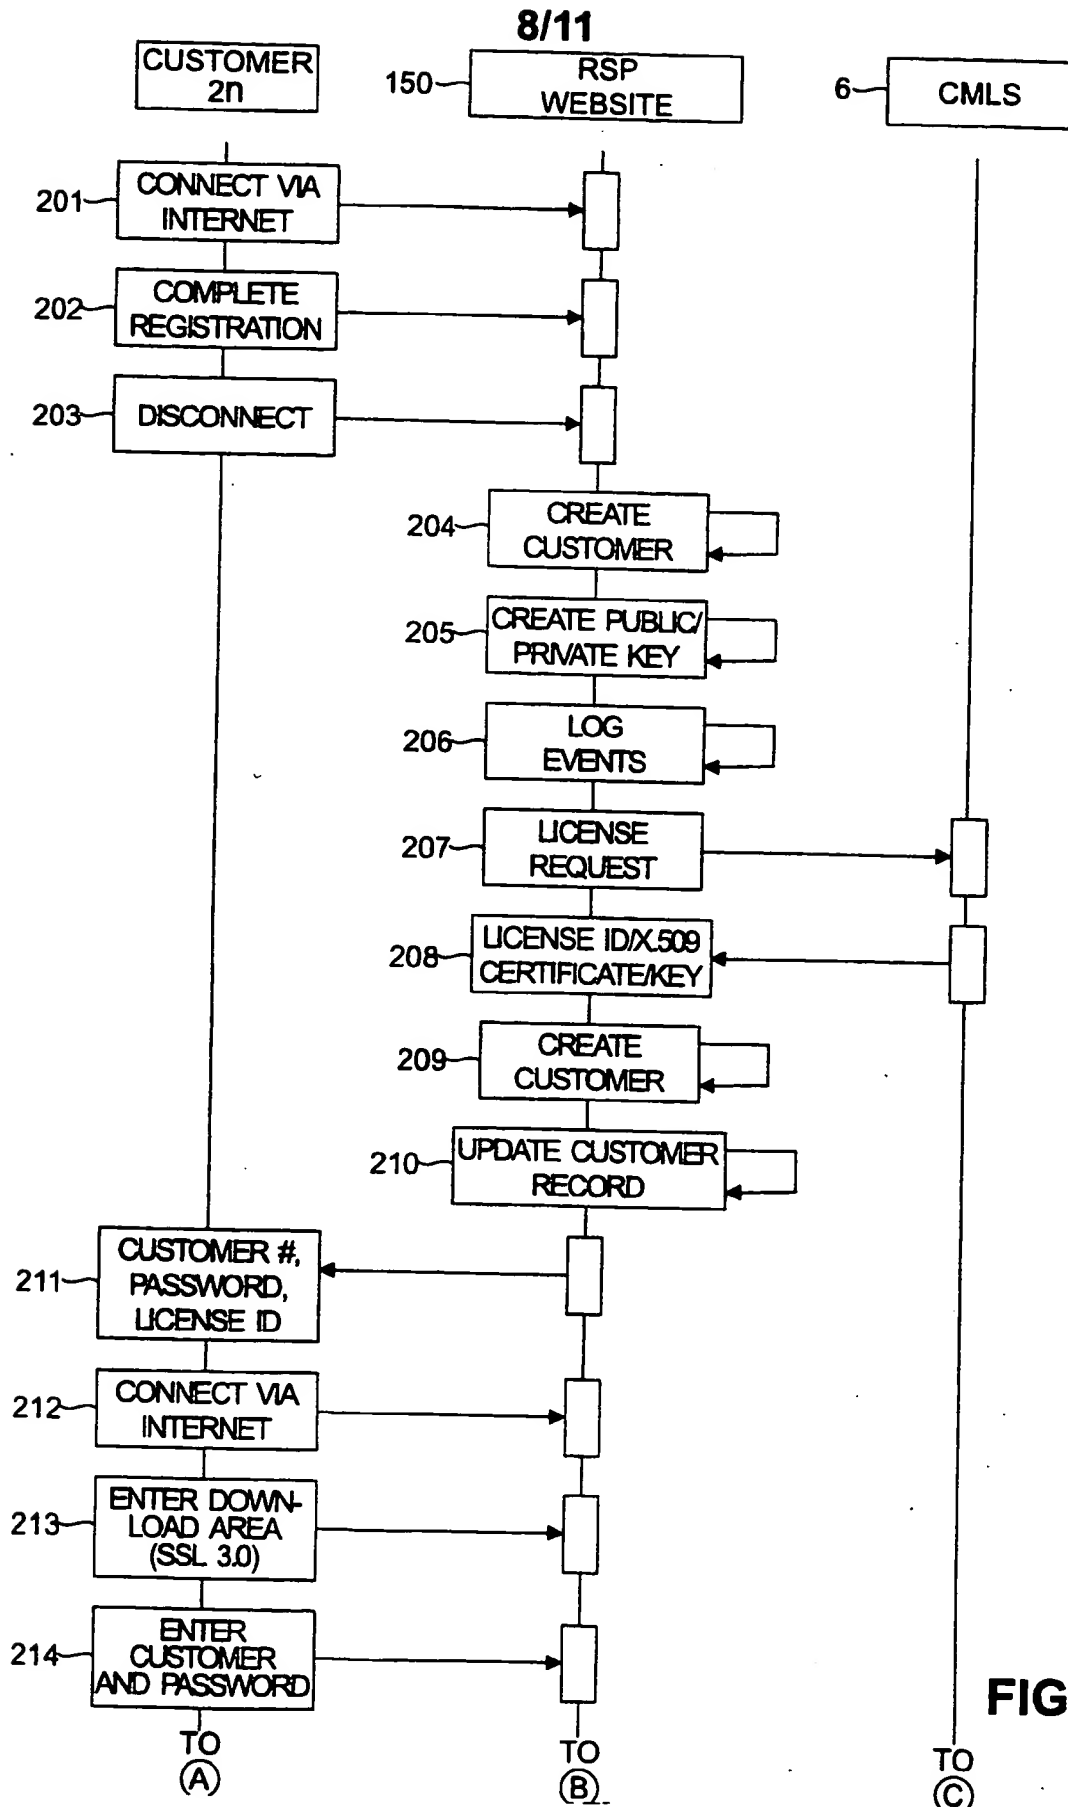 8/11
CUSTOMER
2n
150
RSP
WEBSITE
6
CMLS
201
CONNECT VIA
INTERNET
202
COMPLETE
REGISTRATION
203
DISCONNECT
204
CREATE
CUSTOMER
205
CREATE PUBLIC/
PRIVATE KEY
206
LOG
EVENTS
207
LICENSE
REQUEST
208
LICENSE ID/X.509
CERTIFICATE/KEY
209
CREATE
CUSTOMER
210
UPDATE CUSTOMER
RECORD
211
CUSTOMER #,
PASSWORD,
LICENSE ID
212
CONNECT VIA
INTERNET
213
ENTER DOWN-
LOAD AREA
(SSL 3.0)
214
ENTER
CUSTOMER
AND PASSWORD
FIG
TO
A
TO
B
TO
C